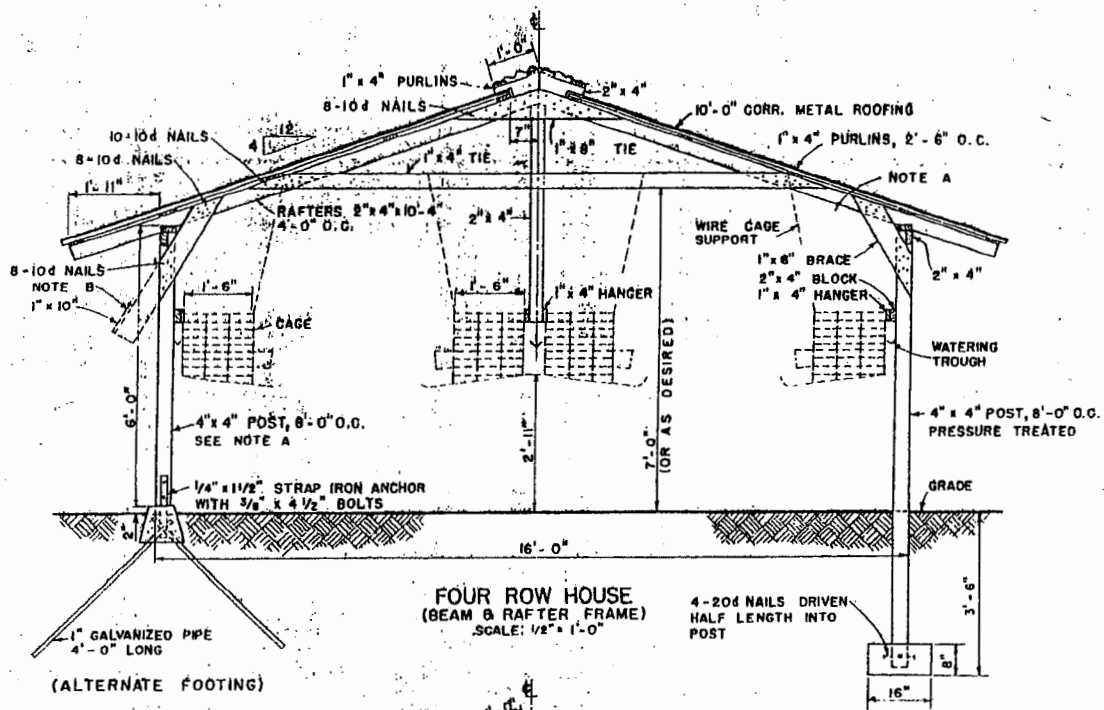 ℄
1'-0"
1" x 4" PURLINS
2" x 4"
8-10d NAILS
10'-0" CORR. METAL ROOFING
12
4
10-10d NAILS
7"
1" x 4", PURLINS, 2'-6" O.C.
8-10d NAILS
1" x 4" TIE
1" x 8" TIE
1'-11"
NOTE A
RAFTERS 2" x 4" x 10'-4"
4'-0" O.C.
2" x 4"
WIRE CAGE
SUPPORT
8-10d NAILS
NOTE B
1" x 10"
1" x 6" BRACE
2" x 4" BLOCK
1" x 4" HANGER
2" x 4"
1'-6"
1'-6"
1" x 4" HANGER
CAGE
WATERING
TROUGH
6'-0"
4" x 4" POST, 8'-0" O.C.
SEE NOTE A
2'-11"
7'-0"
(OR AS DESIRED)
4" x 4" POST, 8'-0" O.C.
PRESSURE TREATED
1/4" x 1 1/2" STRAP IRON ANCHOR
WITH 3/8" x 4 1/2" BOLTS
GRADE
2"
16'-0"
FOUR ROW HOUSE
(BEAM & RAFTER FRAME)
SCALE: 1/2" = 1'-0"
4-20d NAILS DRIVEN
HALF LENGTH INTO
POST
3'-6"
1" GALVANIZED PIPE
4'-0" LONG
8"
(ALTERNATE FOOTING)
16"
℄